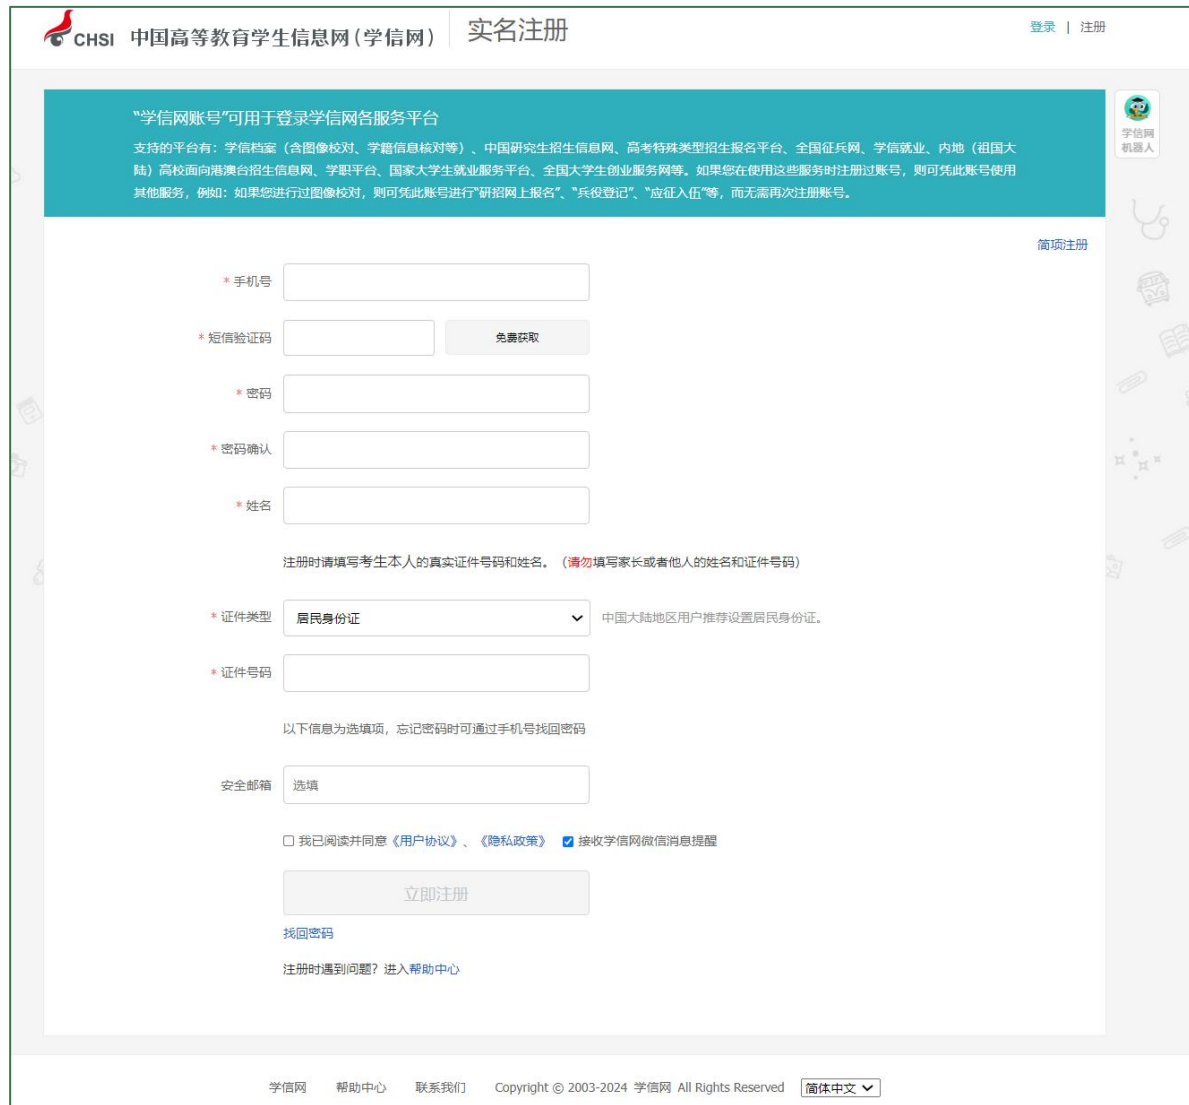 CHSI 中国高等教育学生信息网(学信网) 实名注册
登录 | 注册
“学信网账号”可用于登录学信网各服务平台
支持的平台有：学信档案（含图像校对、学籍信息核对等）、中国研究生招生信息网、高考特殊类型招生报名平台、全国征兵网、学信就业、内地（祖国大
陆）高校面向港澳台招生信息网、学职平台、国家大学生就业服务平台、全国大学生创业服务网等。如果您在使用这些服务时注册过账号，则可凭此账号使用
其他服务，例如：如果您进行过图像校对，则可凭此账号进行“研招网上报名”、“兵役登记”、“应征入伍”等，而无需再次注册账号。
学信网
机器人
简项注册
* 手机号
* 短信验证码 免费获取
* 密码
* 密码确认
* 姓名
注册时请填写考生本人的真实证件号码和姓名。（请勿填写家长或者他人的姓名和证件号码）
* 证件类型 居民身份证 中国大陆地区用户推荐设置居民身份证。
* 证件号码
以下信息为选填项，忘记密码时可通过手机号找回密码
安全邮箱 选填
我已阅读并同意《用户协议》、《隐私政策》 接收学信网微信消息提醒
立即注册
找回密码
注册时遇到问题？进入帮助中心
学信网 帮助中心 联系我们 Copyright © 2003-2024 学信网 All Rights Reserved 简体中文